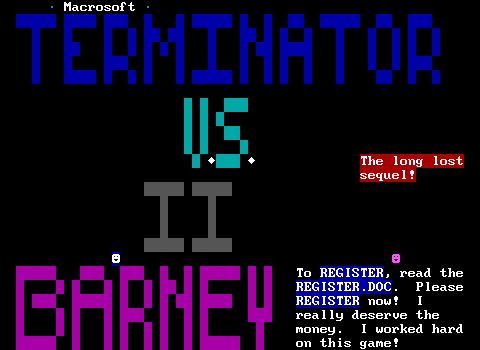 · Macrosoft ·
TERMINATOR
VS
The long lost
sequel!
II
BARNEY
To REGISTER, read the
REGISTER.DOC.  Please
REGISTER now!  I
really deserve the
money.  I worked hard
on this game!